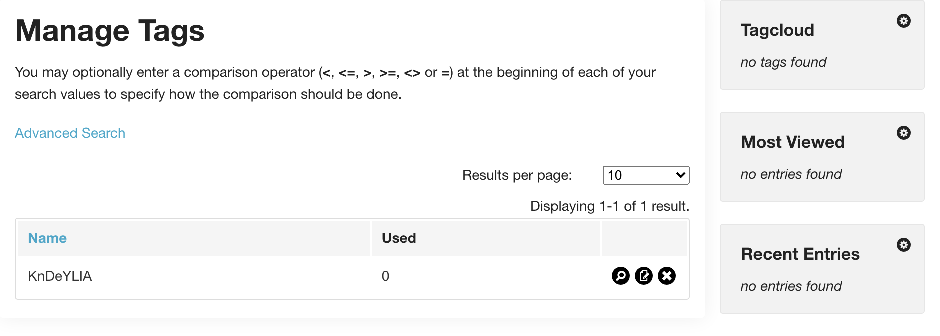 Manage Tags
You may optionally enter a comparison operator (<, <=, >, >=, <> or =) at the beginning of each of your
search values to specify how the comparison should be done.
Advanced Search
Results per page: 10
Displaying 1-1 of 1 result.
Name Used
KnDeYLIA 0
Tagcloud
no tags found
Most Viewed
no entries found
Recent Entries
no entries found